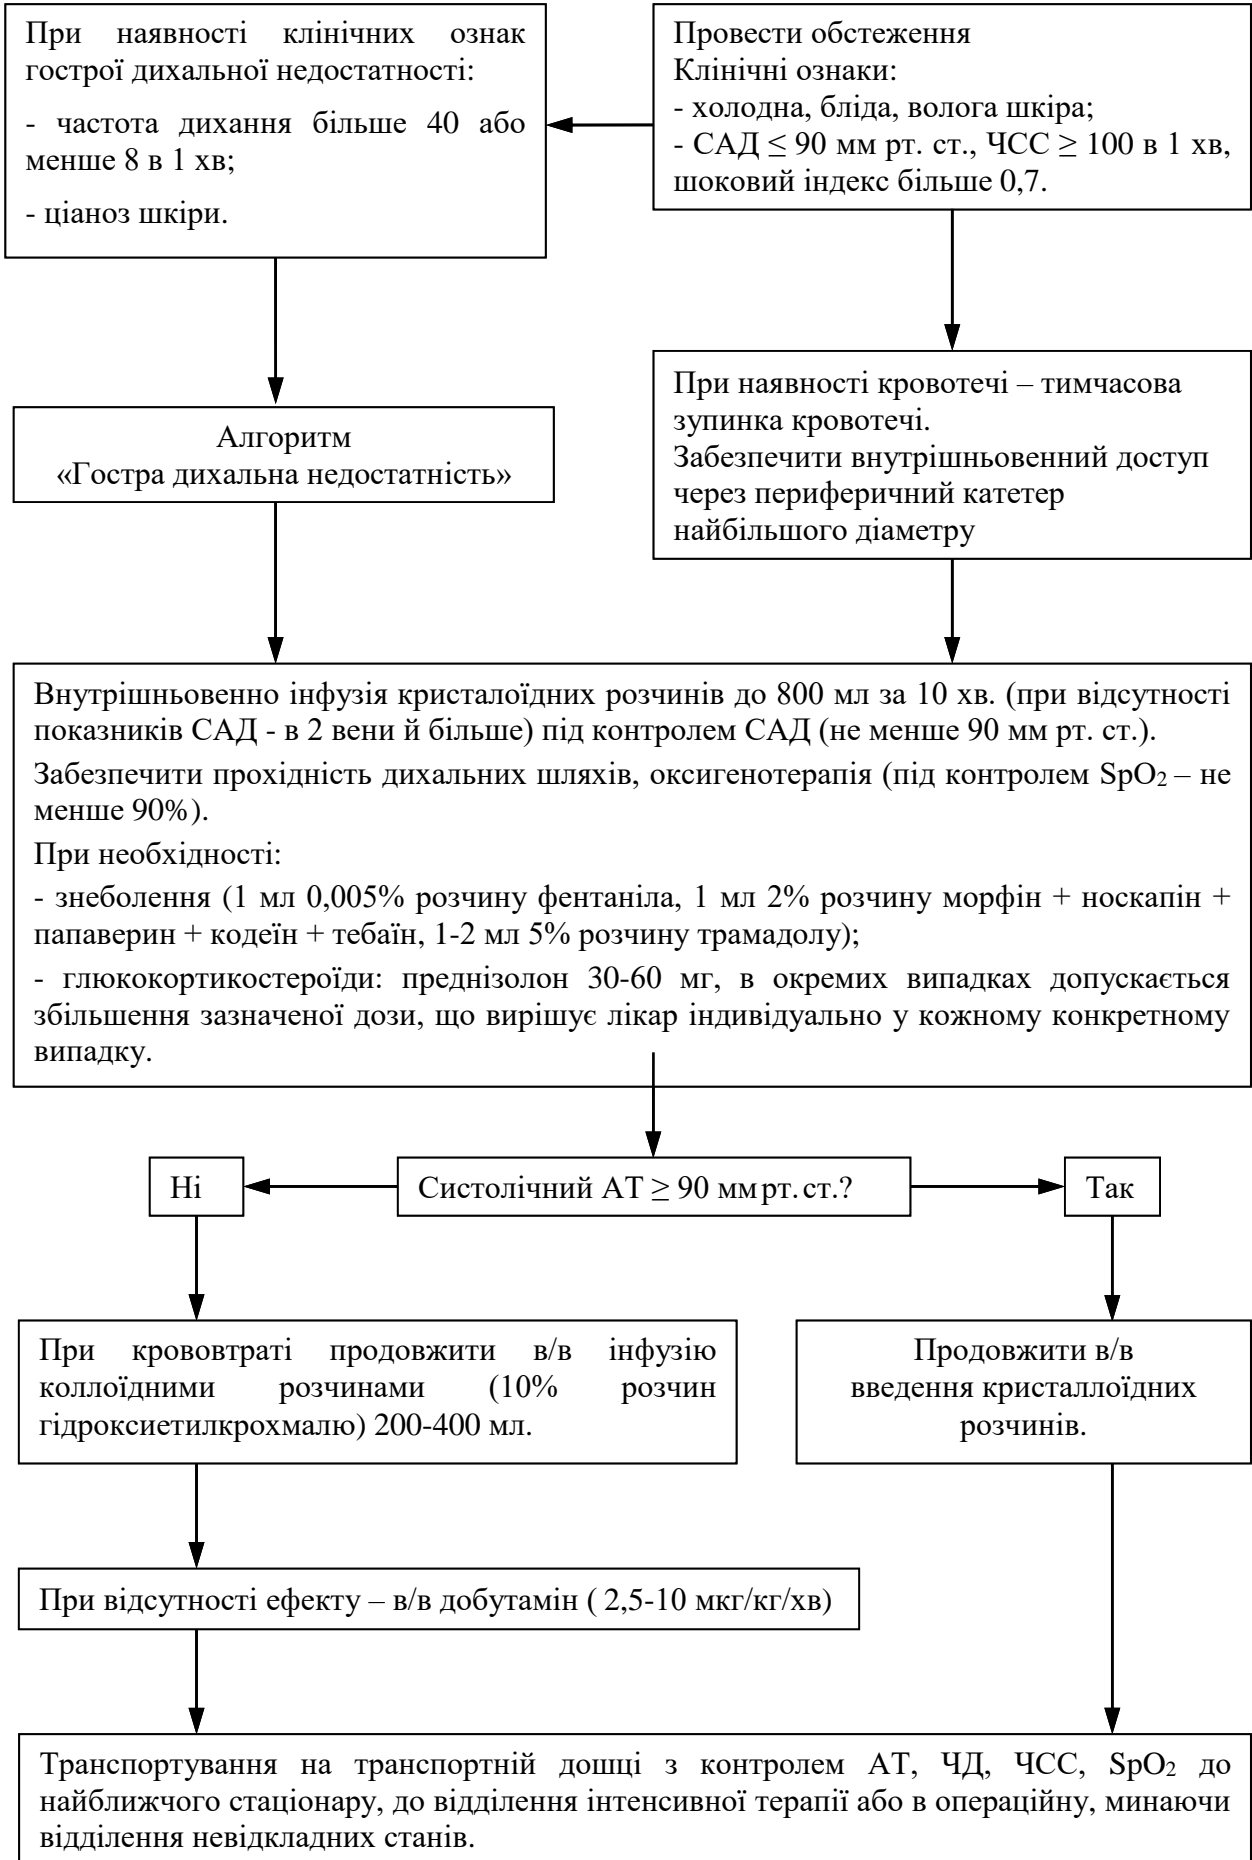 При наявності клінічних ознак
гострої дихальної недостатності:
- частота дихання більше 40 або
менше 8 в 1 хв;
- ціаноз шкіри.
Провести обстеження
Клінічні ознаки:
- холодна, бліда, волога шкіра;
- САД ≤ 90 мм рт. ст., ЧСС ≥ 100 в 1 хв,
шоковий індекс більше 0,7.
Алгоритм
«Гостра дихальна недостатність»
При наявності кровотечі – тимчасова
зупинка кровотечі.
Забезпечити внутрішньовенний доступ
через периферичний катетер
найбільшого діаметру
Внутрішньовенно інфузія кристалоїдних розчинів до 800 мл за 10 хв. (при відсутності
показників САД - в 2 вени й більше) під контролем САД (не менше 90 мм рт. ст.).
Забезпечити прохідність дихальних шляхів, оксигенотерапія (під контролем SpO₂ – не
менше 90%).
При необхідності:
- знеболення (1 мл 0,005% розчину фентаніла, 1 мл 2% розчину морфін + носкапін +
папаверин + кодеїн + тебаїн, 1-2 мл 5% розчину трамадолу);
- глюкокортикостероїди: преднізолон 30-60 мг, в окремих випадках допускається
збільшення зазначеної дози, що вирішує лікар індивідуально у кожному конкретному
випадку.
Ні
Систолічний АТ ≥ 90 мм рт. ст.?
Так
При крововтраті продовжити в/в інфузію
коллоїдними розчинами (10% розчин
гідроксиетилкрохмалю) 200-400 мл.
Продовжити в/в
введення кристаллоїдних
розчинів.
При відсутності ефекту – в/в добутамін ( 2,5-10 мкг/кг/хв)
Транспортування на транспортній дошці з контролем АТ, ЧД, ЧСС, SpO₂ до
найближчого стаціонару, до відділення інтенсивної терапії або в операційну, минаючи
відділення невідкладних станів.